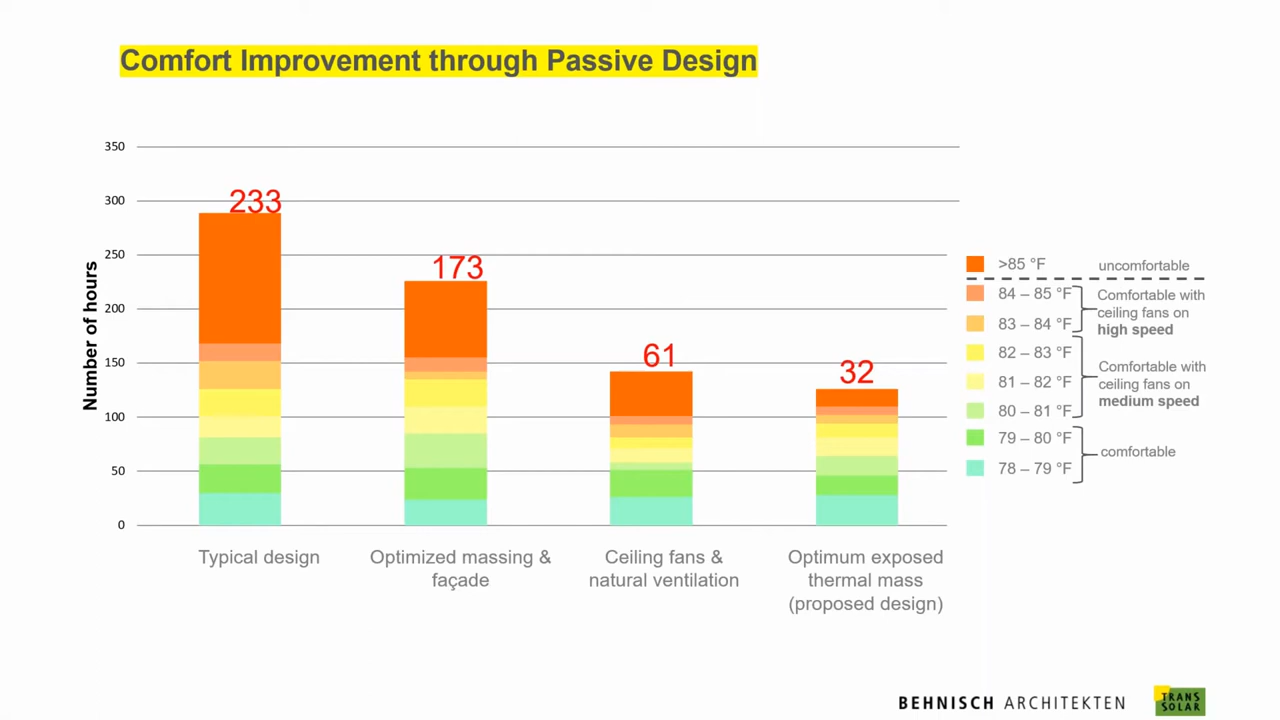 Comfort Improvement through Passive Design
Number of hours
350
300
250
200
150
100
50
0
233
173
61
32
Typical design
Optimized massing &
façade
Ceiling fans &
natural ventilation
Optimum exposed
thermal mass
(proposed design)
>85 °F
uncomfortable
84 – 85 °F
83 – 84 °F
Comfortable with
ceiling fans on
high speed
82 – 83 °F
81 – 82 °F
80 – 81 °F
Comfortable with
ceiling fans on
medium speed
79 – 80 °F
78 – 79 °F
comfortable
BEHNISCH ARCHITEKTEN
TRANS
SOLAR